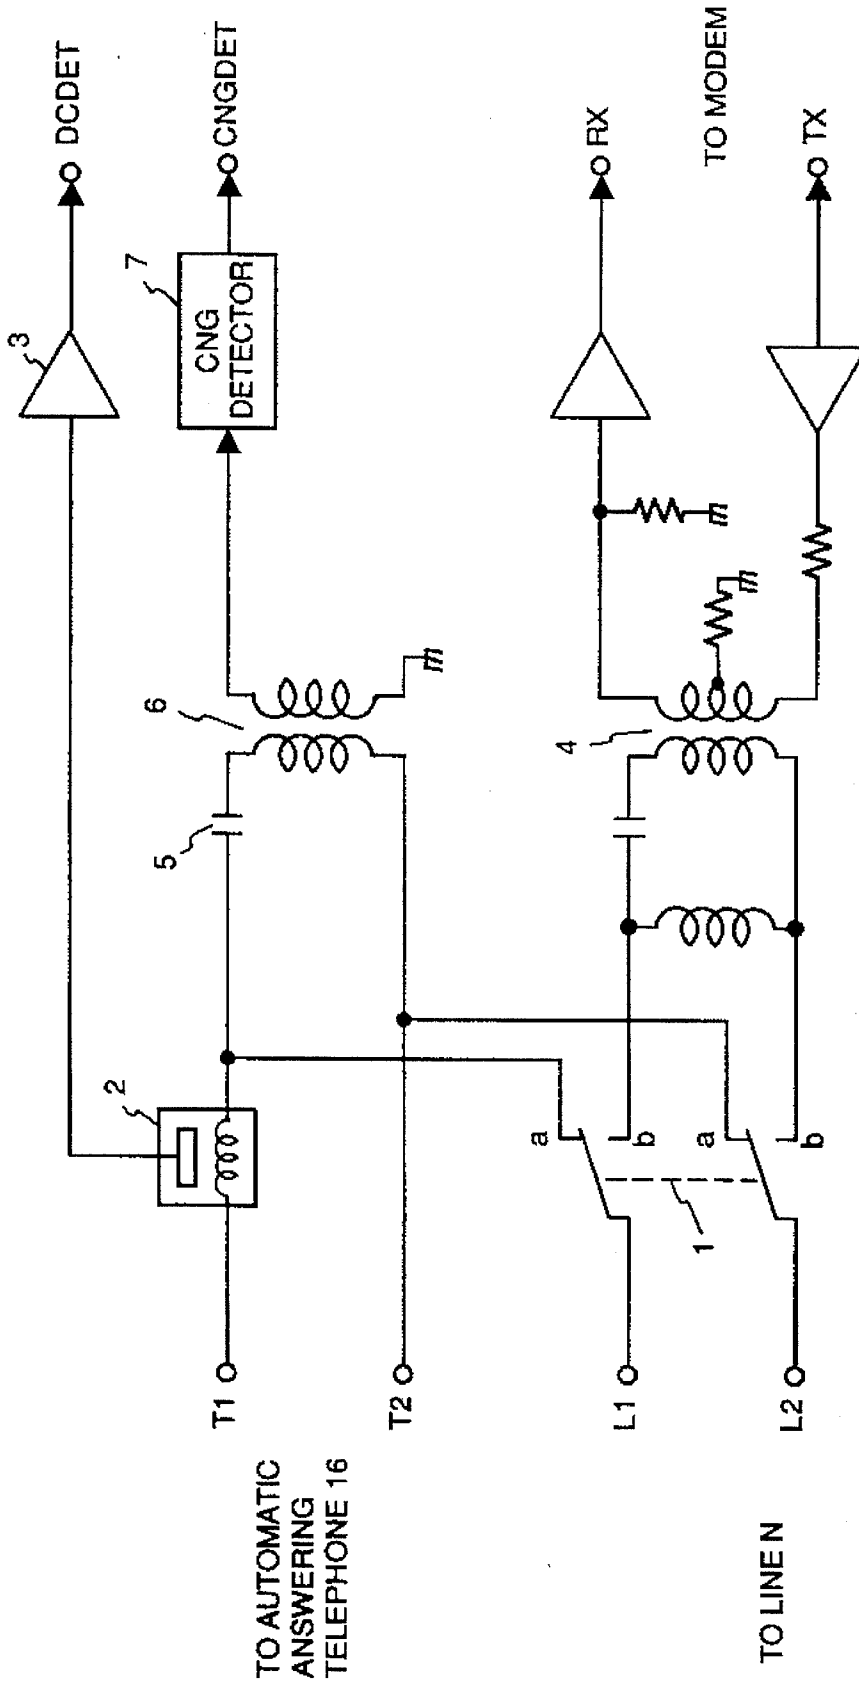 DCDET
3
7
CNG
DETECTOR
CNGDET
6
5
2
T1
T2
TO AUTOMATIC
ANSWERING
TELEPHONE 16
RX
TO MODEM
TX
4
a
b
a
b
1
L1
L2
TO LINE N